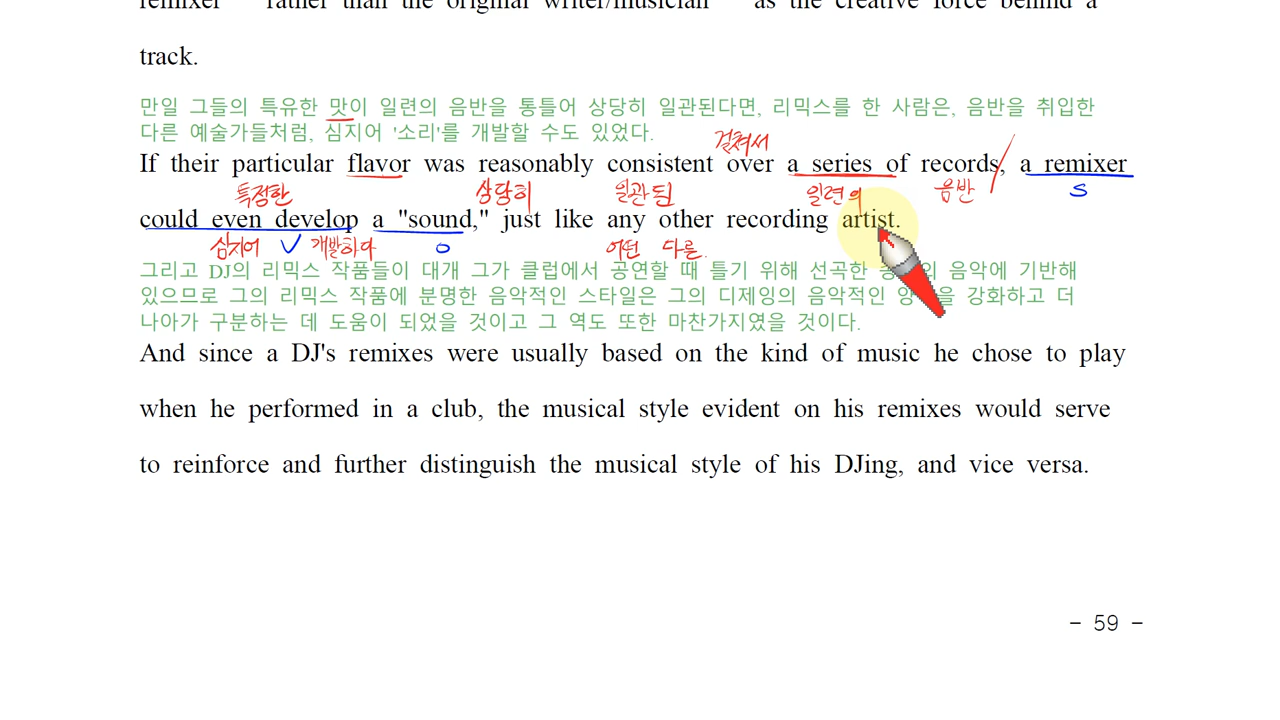 remixer rather than the original writer/musician as the creative force behind a
track.
만일 그들의 특유한 맛이 일련의 음반을 통틀어 상당히 일관된다면, 리믹스를 한 사람은, 음반을 취입한
다른 예술가들처럼, 심지어 '소리'를 개발할 수도 있었다.
걸쳐서
If their particular flavor was reasonably consistent over a series of records, a remixer
특정한 상당히 일관된 일련의 음반 S
could even develop a "sound," just like any other recording artist.
심지어 V 개발하다 O 어떤 다른
그리고 DJ의 리믹스 작품들이 대개 그가 클럽에서 공연할 때 틀기 위해 선곡한 음악에 기반해
있으므로 그의 리믹스 작품에 분명한 음악적인 스타일은 그의 디제잉의 음악적인 강화하고 더
나아가 구분하는 데 도움이 되었을 것이고 그 역도 또한 마찬가지였을 것이다.
And since a DJ's remixes were usually based on the kind of music he chose to play
when he performed in a club, the musical style evident on his remixes would serve
to reinforce and further distinguish the musical style of his DJing, and vice versa.
- 59 -